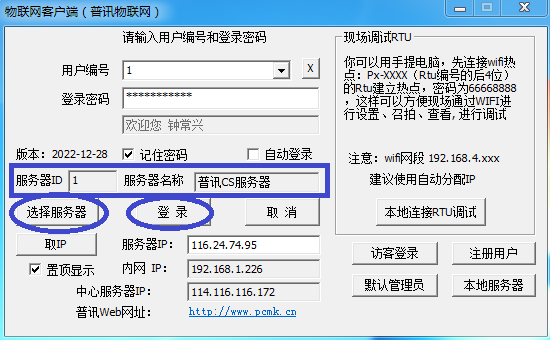 物联网客户端（普讯物联网）
请输入用户编号和登录密码
用户编号 1 X
登录密码 ***********
欢迎您 钟常兴
版本：2022-12-28 记住密码 自动登录
服务器ID 1 服务器名称 普讯CS服务器
选择服务器 登 录 取 消
取IP 服务器IP： 116.24.74.95
置顶显示 内网 IP： 192.168.1.226
中心服务器IP： 114.116.116.172
普讯Web网址： http://www.pcmk.cn
现场调试RTU
你可以用手提电脑，先连接wifi热
点：Px-XXXX（Rtu编号的后4位）
的Rtu建立热点，密码为66668888
，这样可以方便现场通过WIFI进
行设置、召拍、查看，进行调试
注意：wifi网段 192.168.4.xxx
建议使用自动分配IP
本地连接RTU调试
访客登录 注册用户
默认管理员 本地服务器